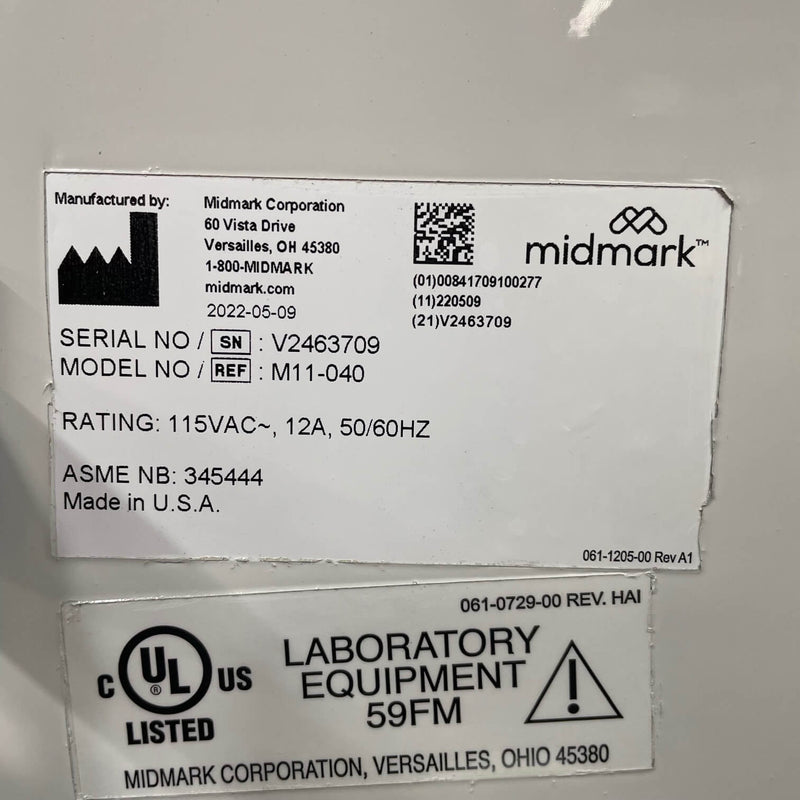 Manufactured by:
Midmark Corporation
60 Vista Drive
Versailles, OH 45380
1-800-MIDMARK
midmark.com
2022-05-09
midmark™
(01)00841709100277
(11)220509
(21)V2463709
SERIAL NO / SN : V2463709
MODEL NO / REF : M11-040
RATING: 115VAC~, 12A, 50/60HZ
ASME NB: 345444
Made in U.S.A.
061-1205-00 Rev A1
061-0729-00 REV. HAI
C UL ® US
LISTED
LABORATORY
EQUIPMENT
59FM
MIDMARK CORPORATION, VERSAILLES, OHIO 45380